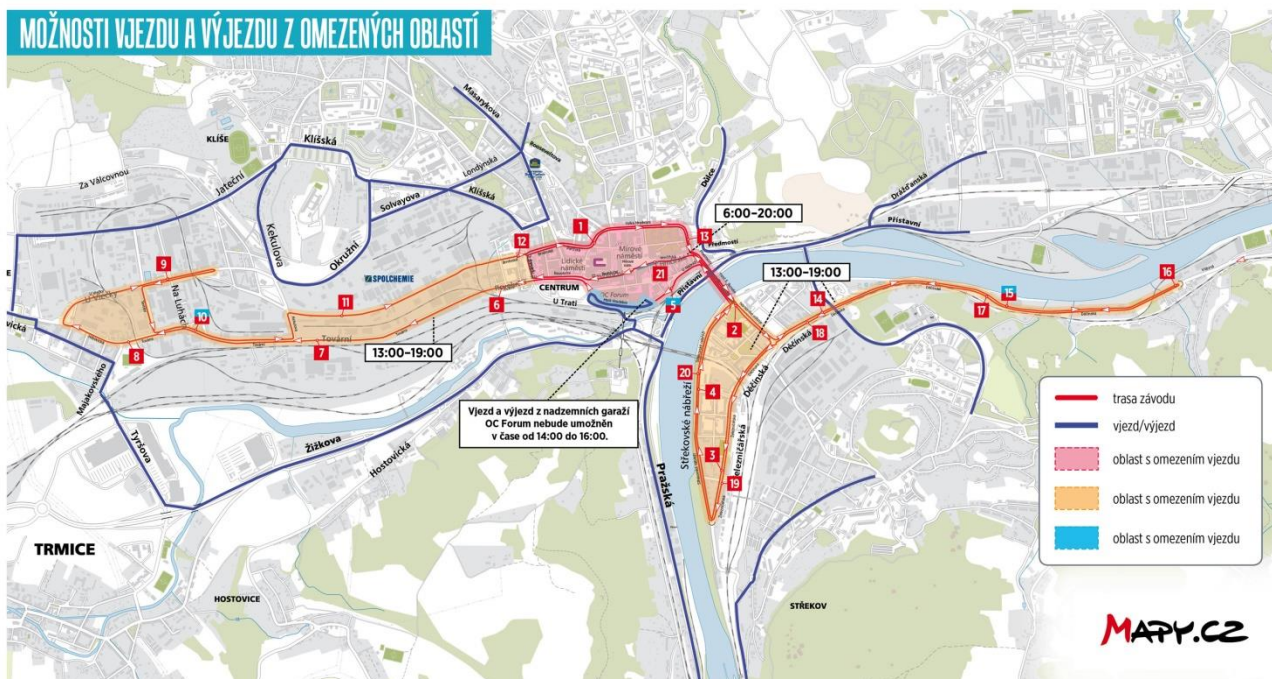 MOŽNOSTI VJEZDU A VÝJEZDU Z OMEZENÝCH OBLASTÍ
Masarykova
KLÍŠE
Klíšská
Londýnská
Za Válcovnou
Jateční
Solvayova
Klíšská
Důlce
Drážďanská
Přístavní
6:00–20:00
1
13
Předmostí
12
Kekulova
Okružní
Mírové
náměstí
Lidické
náměstí
9
SPOLCHEMIE
21
13:00–19:00
16
U Vlečky
Na Luhách
CENTRUM
OC Forum
Přístavní
15
11
6
U Trati
5
14
17
10
2
18
Děčínská
8
7
Tovární
13:00–19:00
Děčínská
Majakovského
20
4
Střekovské nábřeží
Vjezd a výjezd z nadzemních garáží
OC Forum nebude umožněn
v čase od 14:00 do 16:00.
trasa závodu
vjezd/výjezd
Tyršova
Žižkova
Hostovická
3
Pražská
19
oblast s omezením vjezdu
oblast s omezením vjezdu
oblast s omezením vjezdu
TRMICE
HOSTOVICE
STŘEKOV
MAPY.CZ